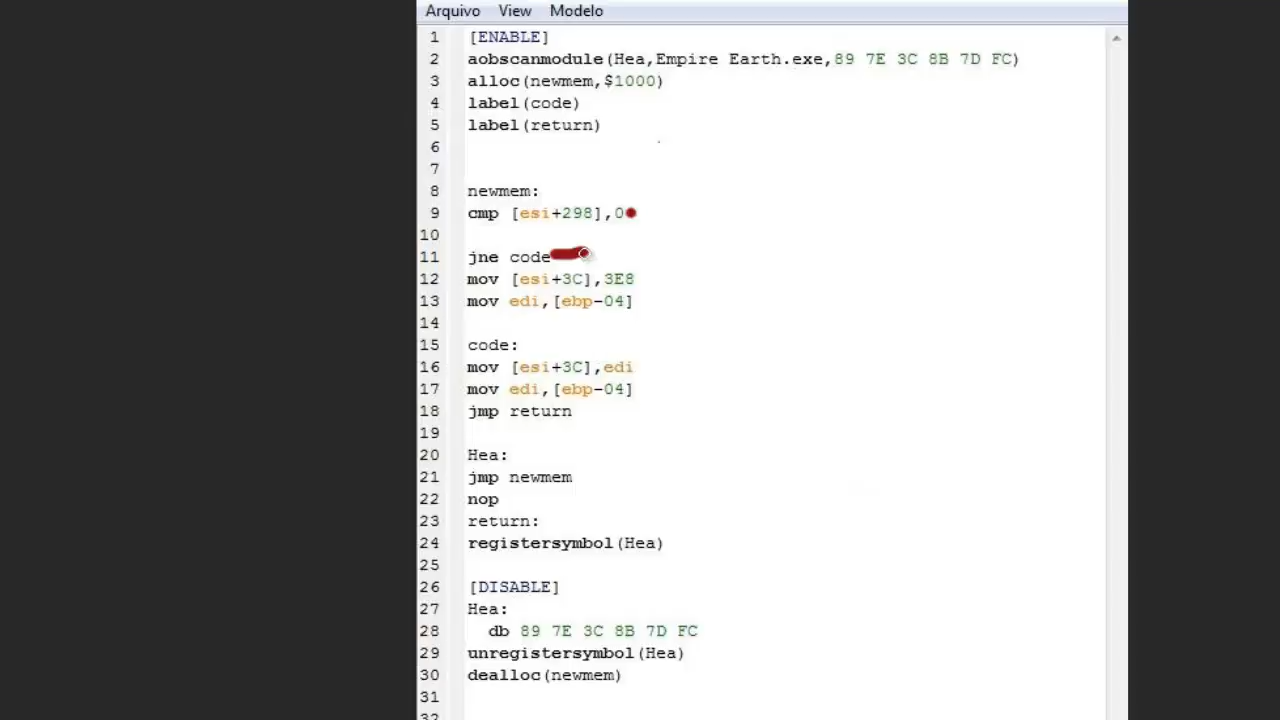 Arquivo View Modelo
1 [ENABLE]
2 aobscanmodule(Hea,Empire Earth.exe,89 7E 3C 8B 7D FC)
3 alloc(newmem,$1000)
4 label(code)
5 label(return)
6
7
8 newmem:
9 cmp [esi+298],0
10
11 jne code
12 mov [esi+3C],3E8
13 mov edi,[ebp-04]
14
15 code:
16 mov [esi+3C],edi
17 mov edi,[ebp-04]
18 jmp return
19
20 Hea:
21 jmp newmem
22 nop
23 return:
24 registersymbol(Hea)
25
26 [DISABLE]
27 Hea:
28 db 89 7E 3C 8B 7D FC
29 unregistersymbol(Hea)
30 dealloc(newmem)
31
32